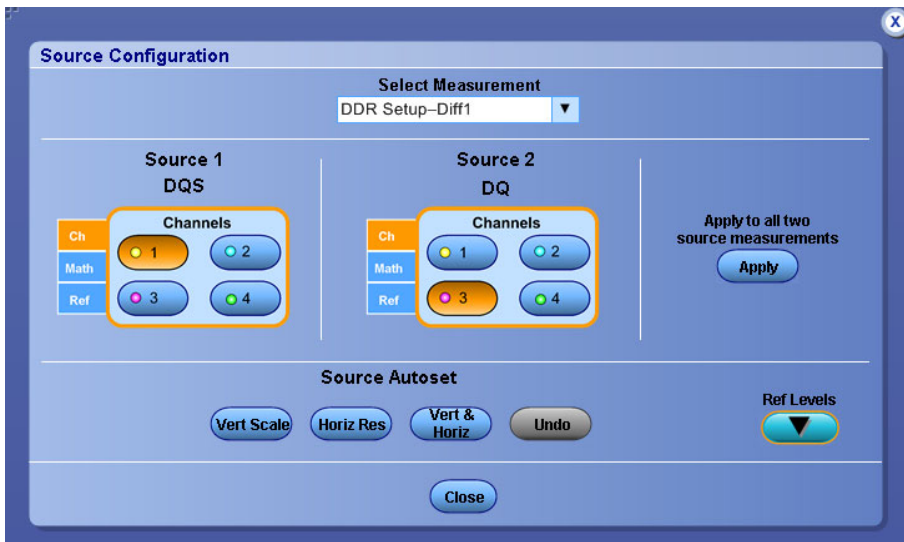 X
Source Configuration
Select Measurement
DDR Setup–Diff1
Source 1
DQS
Ch
Math
Ref
Channels
1
2
3
4
Source 2
DQ
Ch
Math
Ref
Channels
1
2
3
4
Apply to all two
source measurements
Apply
Source Autoset
Vert Scale
Horiz Res
Vert &
Horiz
Undo
Ref Levels
Close